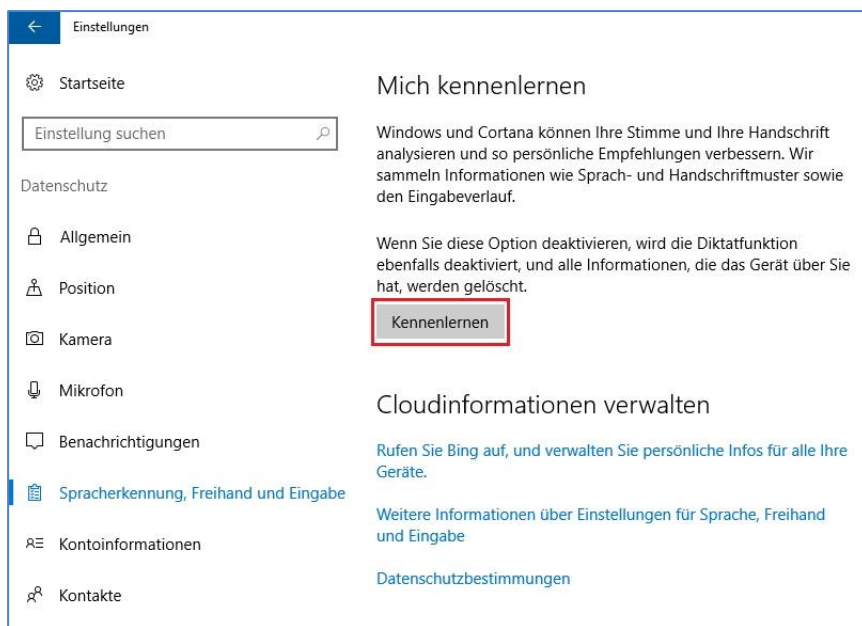 Einstellungen
Startseite
Einstellung suchen
Datenschutz
Allgemein
Position
Kamera
Mikrofon
Benachrichtigungen
Spracherkennung, Freihand und Eingabe
Kontoinformationen
Kontakte
Mich kennenlernen
Windows und Cortana können Ihre Stimme und Ihre Handschrift
analysieren und so persönliche Empfehlungen verbessern. Wir
sammeln Informationen wie Sprach- und Handschriftmuster sowie
den Eingabeverlauf.
Wenn Sie diese Option deaktivieren, wird die Diktatfunktion
ebenfalls deaktiviert, und alle Informationen, die das Gerät über Sie
hat, werden gelöscht.
Kennenlernen
Cloudinformationen verwalten
Rufen Sie Bing auf, und verwalten Sie persönliche Infos für alle Ihre
Geräte.
Weitere Informationen über Einstellungen für Sprache, Freihand
und Eingabe
Datenschutzbestimmungen